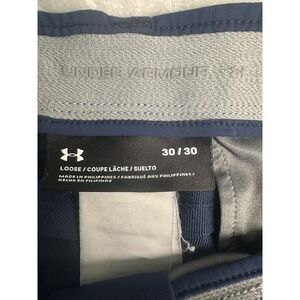 UNDER ARMOUR
30 / 30
LOOSE / COUPE LÂCHE / SUELTO
MADE IN PHILIPPINES / FABRIQUÉ AUX PHILIPPINES /
HECHO EN FILIPINAS